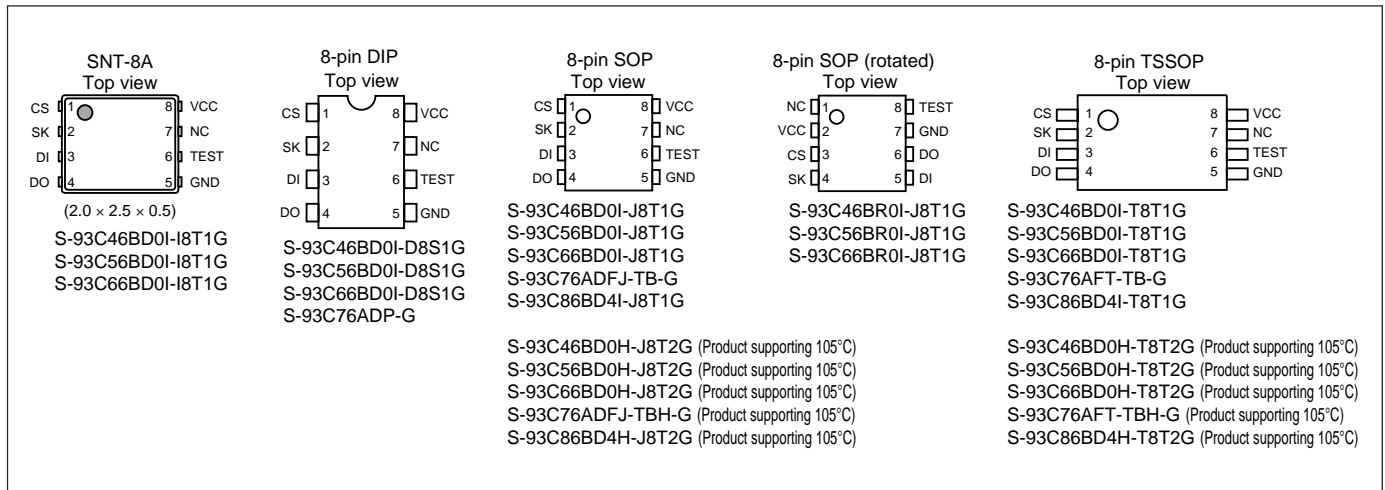 SNT-8A
Top view
CS 1 8 VCC
SK 2 7 NC
DI 3 6 TEST
DO 4 5 GND
(2.0 × 2.5 × 0.5)
S-93C46BD0I-I8T1G
S-93C56BD0I-I8T1G
S-93C66BD0I-I8T1G
8-pin DIP
Top view
CS 1 8 VCC
SK 2 7 NC
DI 3 6 TEST
DO 4 5 GND
S-93C46BD0I-D8S1G
S-93C56BD0I-D8S1G
S-93C66BD0I-D8S1G
S-93C76ADP-G
8-pin SOP
Top view
CS 1 8 VCC
SK 2 7 NC
DI 3 6 TEST
DO 4 5 GND
S-93C46BD0I-J8T1G
S-93C56BD0I-J8T1G
S-93C66BD0I-J8T1G
S-93C76ADFJ-TB-G
S-93C86BD4I-J8T1G
S-93C46BD0H-J8T2G (Product supporting 105°C)
S-93C56BD0H-J8T2G (Product supporting 105°C)
S-93C66BD0H-J8T2G (Product supporting 105°C)
S-93C76ADFJ-TBH-G (Product supporting 105°C)
S-93C86BD4H-J8T2G (Product supporting 105°C)
8-pin SOP (rotated)
Top view
NC 1 8 TEST
VCC 2 7 GND
CS 3 6 DO
SK 4 5 DI
S-93C46BR0I-J8T1G
S-93C56BR0I-J8T1G
S-93C66BR0I-J8T1G
8-pin TSSOP
Top view
CS 1 8 VCC
SK 2 7 NC
DI 3 6 TEST
DO 4 5 GND
S-93C46BD0I-T8T1G
S-93C56BD0I-T8T1G
S-93C66BD0I-T8T1G
S-93C76AFT-TB-G
S-93C86BD4I-T8T1G
S-93C46BD0H-T8T2G (Product supporting 105°C)
S-93C56BD0H-T8T2G (Product supporting 105°C)
S-93C66BD0H-T8T2G (Product supporting 105°C)
S-93C76AFT-TBH-G (Product supporting 105°C)
S-93C86BD4H-T8T2G (Product supporting 105°C)